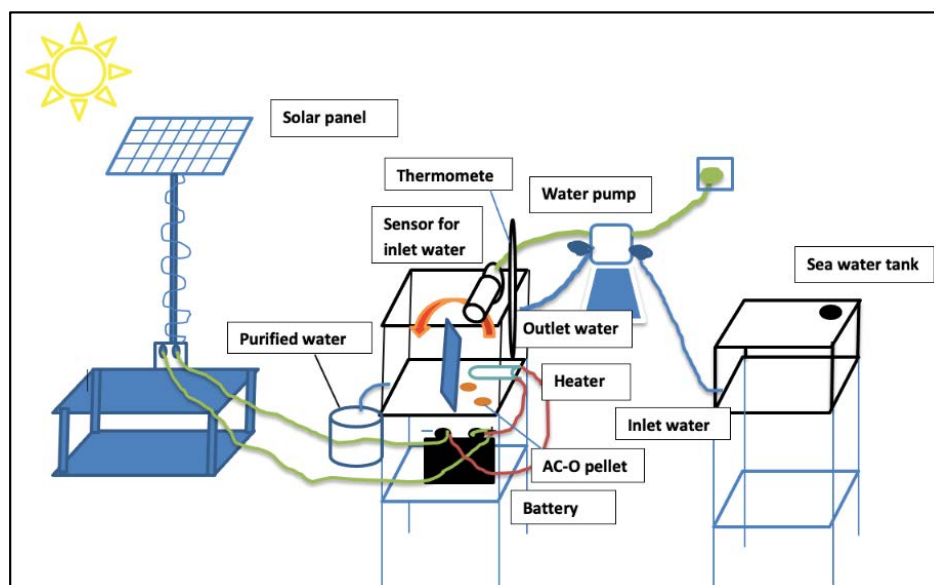 Solar panel
Thermomete
Water pump
Sensor for
inlet water
Sea water tank
Purified water
Outlet water
Heater
Inlet water
AC-O pellet
Battery